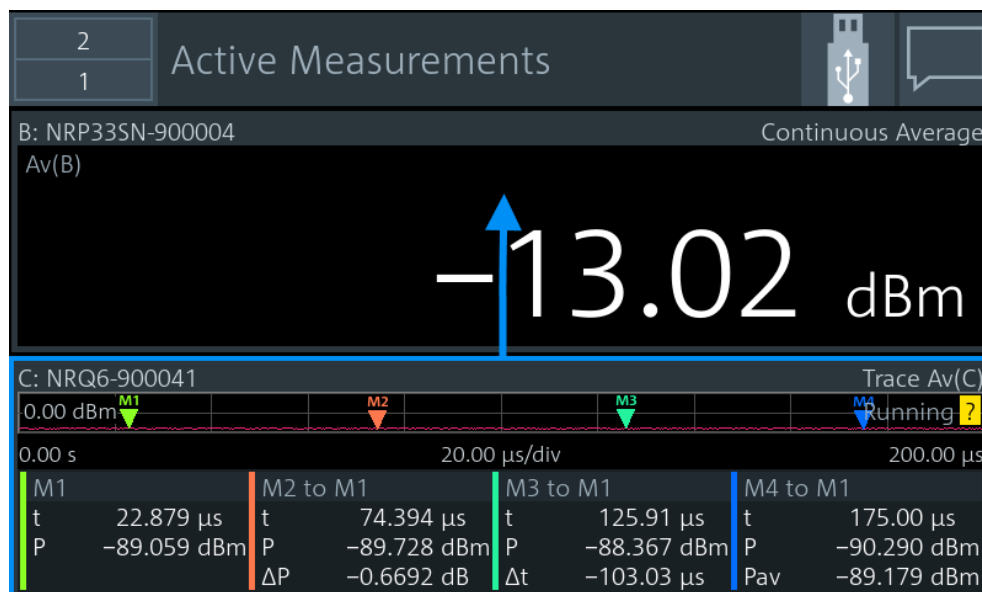 2
1
Active Measurements
B: NRP33SN-900004 Continuous Average
Av(B)
−13.02 dBm
C: NRQ6-900041 Trace Av(C)
0.00 dBm M1 M2 M3 M4 Running ?
0.00 s 20.00 µs/div 200.00 µs
M1 M2 to M1 M3 to M1 M4 to M1
t 22.879 µs t 74.394 µs t 125.91 µs t 175.00 µs
P −89.059 dBm P −89.728 dBm P −88.367 dBm P −90.290 dBm
ΔP −0.6692 dB Δt −103.03 µs Pav −89.179 dBm